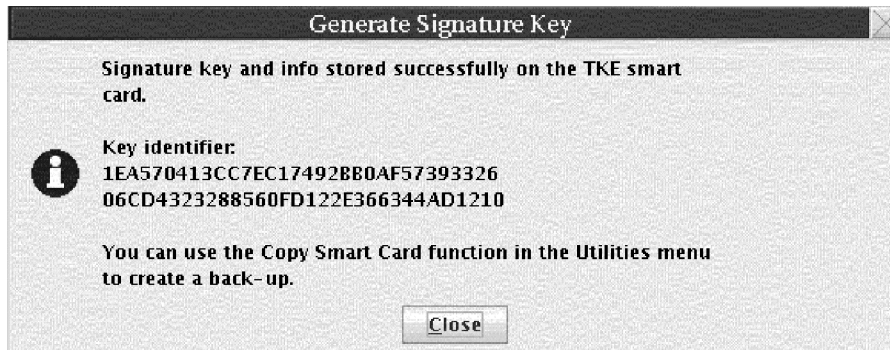 Generate Signature Key
Signature key and info stored successfully on the TKE smart
card.
Key identifier:
1EA570413CC7EC17492BB0AF57393326
06CD4323288560FD122E366344AD1210
You can use the Copy Smart Card function in the Utilities menu
to create a back-up.
Close